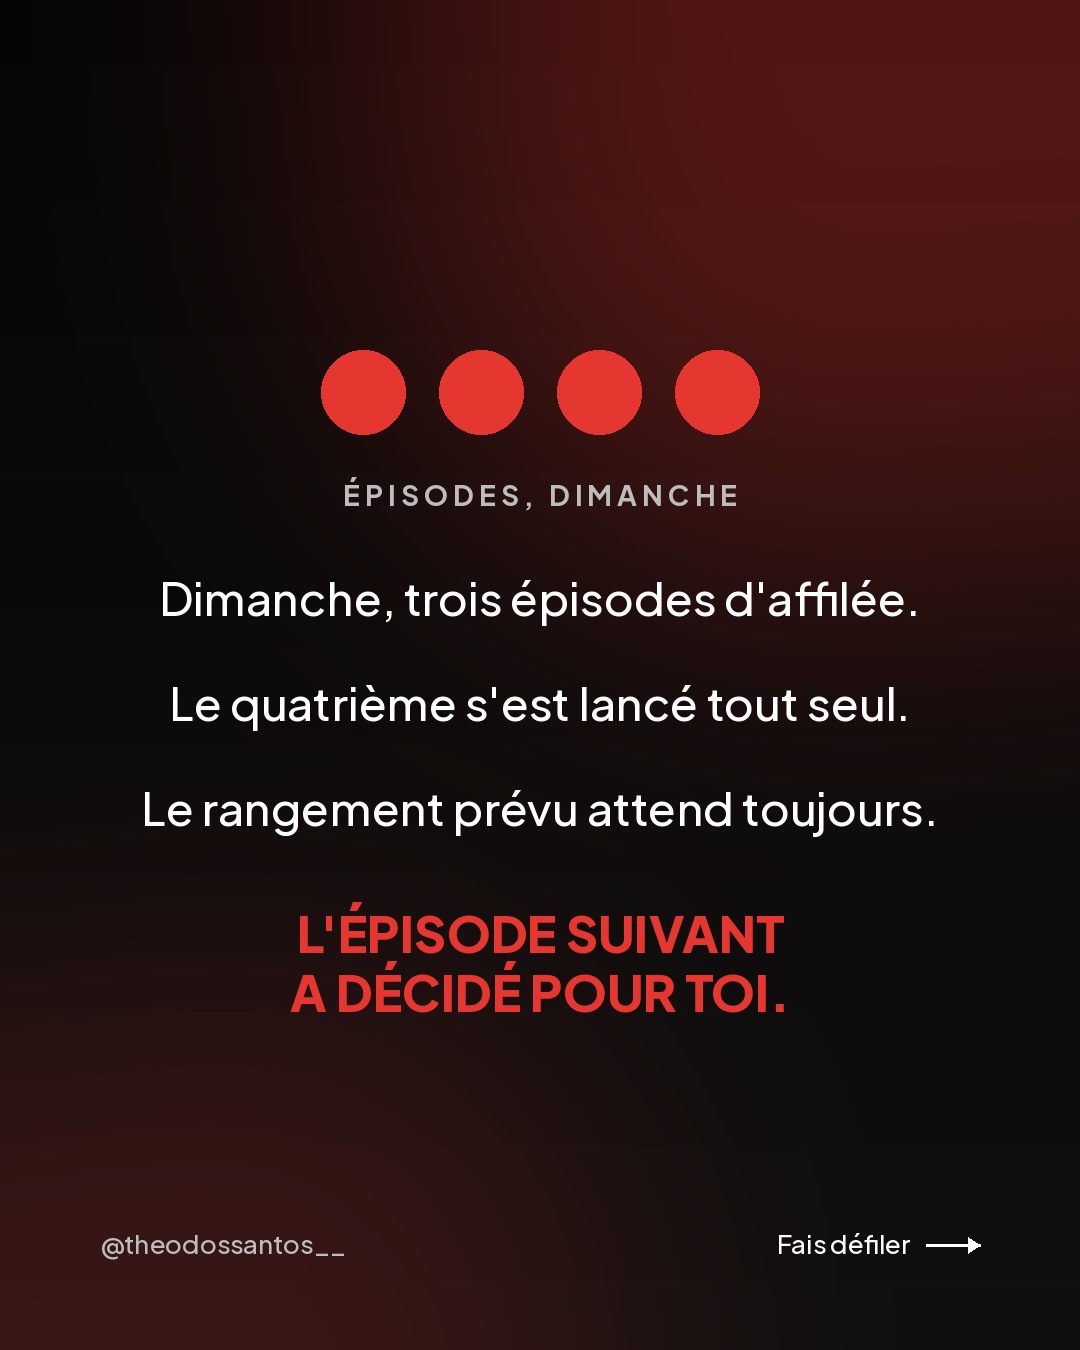 ÉPISODES, DIMANCHE
Dimanche, trois épisodes d'affilée.
Le quatrième s'est lancé tout seul.
Le rangement prévu attend toujours.
L'ÉPISODE SUIVANT
A DÉCIDÉ POUR TOI.
@theodossantos__
Fais défiler